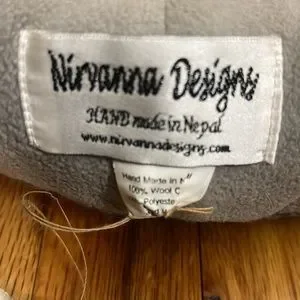 Nirvanna Designs
HAND made in Nepal
www.nirvannadesigns.com
Hand Made in N
100% Wool C
Polyeste